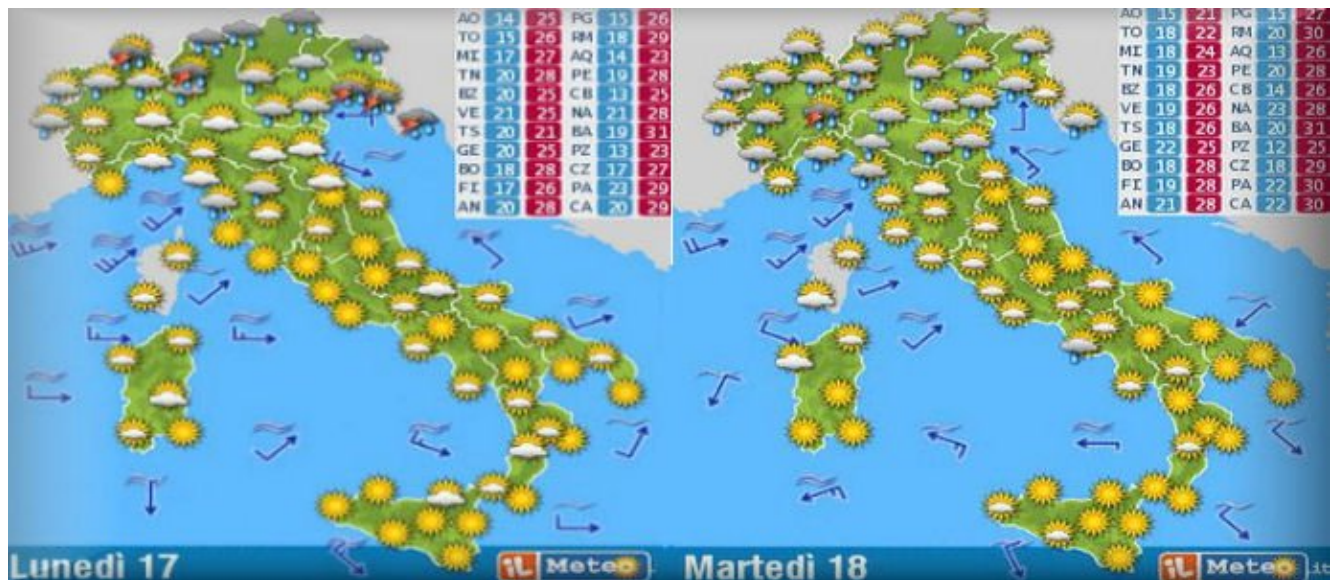 AO 14 25 PG 15 26
TO 15 26 RM 18 29
MI 17 27 AQ 14 23
TN 20 28 PE 19 28
BZ 20 25 CB 13 25
VE 21 25 NA 21 28
TS 20 21 BA 19 31
GE 20 25 PZ 13 23
BO 18 28 CZ 17 27
FI 17 26 PA 23 29
AN 20 28 CA 20 29
Lunedì 17
iL Meteo
AO 15 21 PG 15 27
TO 18 22 RM 20 30
MI 18 24 AQ 13 26
TN 19 23 PE 20 28
BZ 18 26 CB 14 26
VE 19 26 NA 23 28
TS 18 26 BA 20 31
GE 22 25 PZ 12 25
BO 18 28 CZ 18 29
FI 19 28 PA 22 30
AN 21 28 CA 22 30
Martedì 18
iL Meteo.it